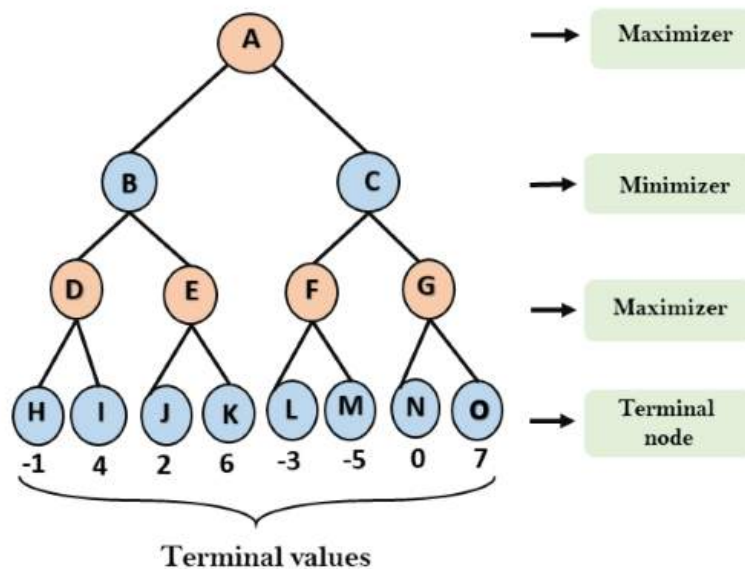 A
Maximizer
B
C
Minimizer
D
E
F
G
Maximizer
H
I
J
K
L
M
N
O
Terminal
node
-1
4
2
6
-3
-5
0
7
Terminal values